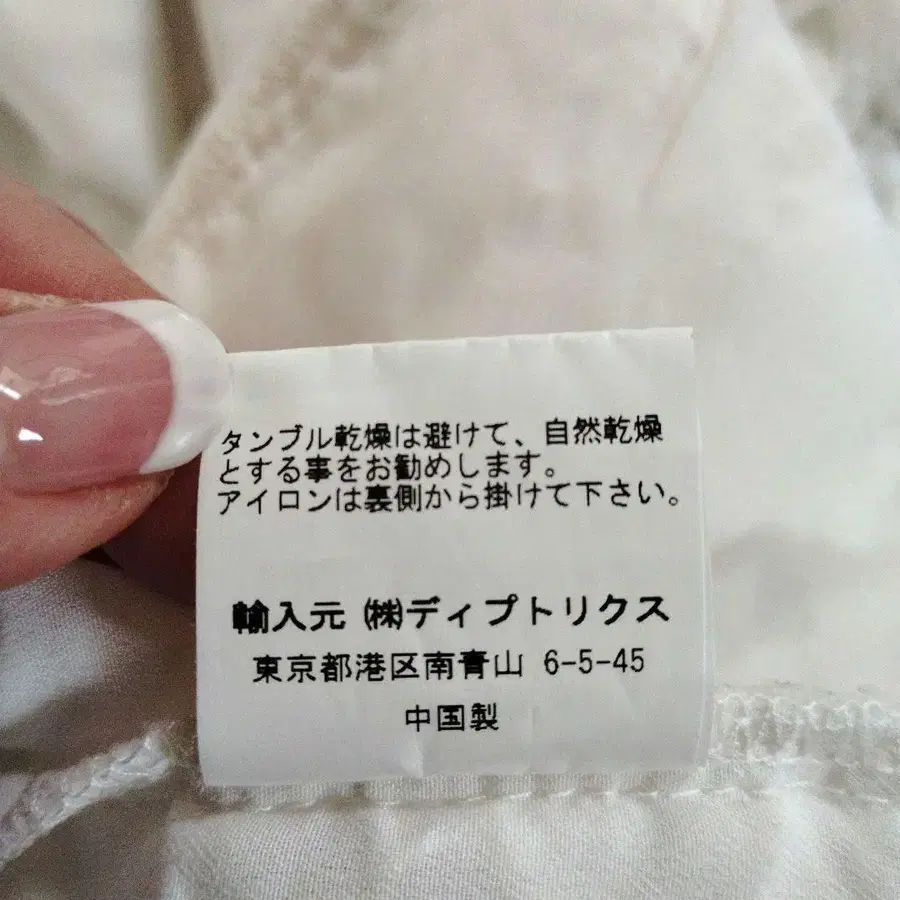 タンブル乾燥は避けて、自然乾燥
とする事をお勧めします。
アイロンは裏側から掛けて下さい。
輸入元 ㈱ディプトリクス
東京都港区南青山 6-5-45
中国製